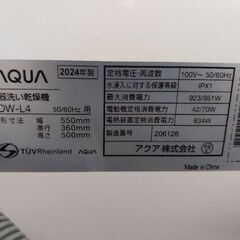 AQUA
2024年製
器洗い乾燥機
DW-L4
50/60Hz用
形寸法
幅 550mm
奥行 360mm
高さ 500mm
TÜVRheinland AQUA
定格電圧・周波数 100V～ 50/60Hz
水浸入に対する保護等級 IPX1
最大消費電力 923/951W
電動機定格消費電力 42/70W
電熱装置定格消費電力 834W
製造番号 206126
アクア株式会社
Made in China